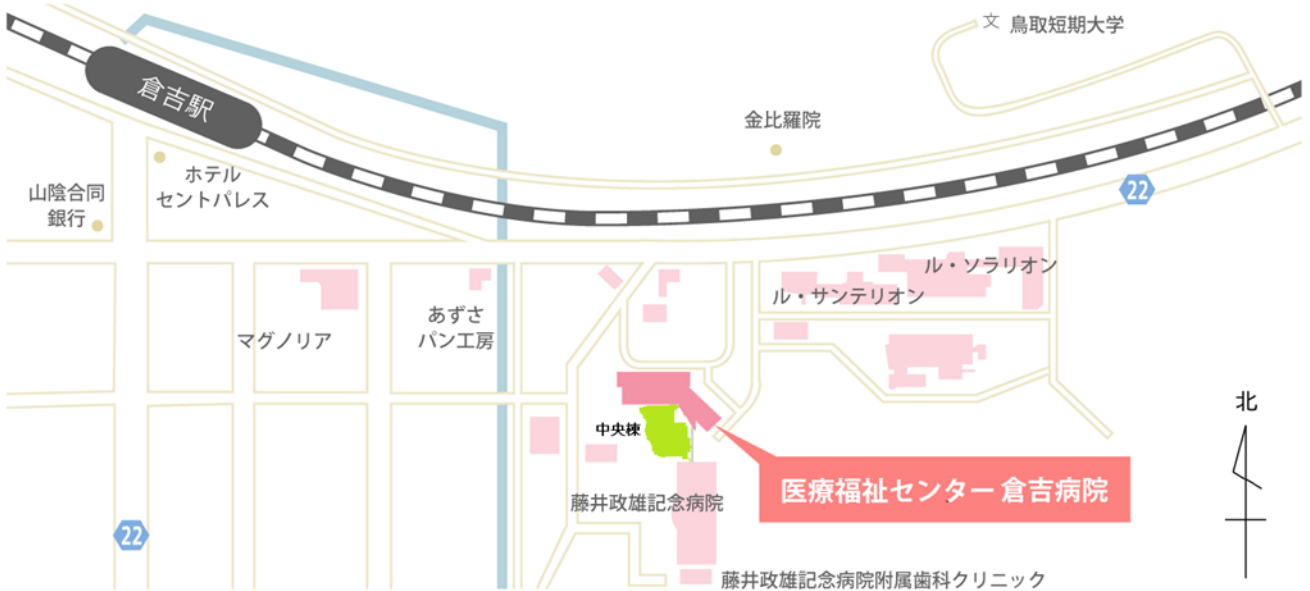 文 鳥取短期大学
倉吉駅
金比羅院
ホテル
セントパレス
山陰合同
銀行
22
ル・ソラリオン
ル・サンテリオン
あずさ
パン工房
マグノリア
北
中央棟
医療福祉センター 倉吉病院
藤井政雄記念病院
22
藤井政雄記念病院附属歯科クリニック